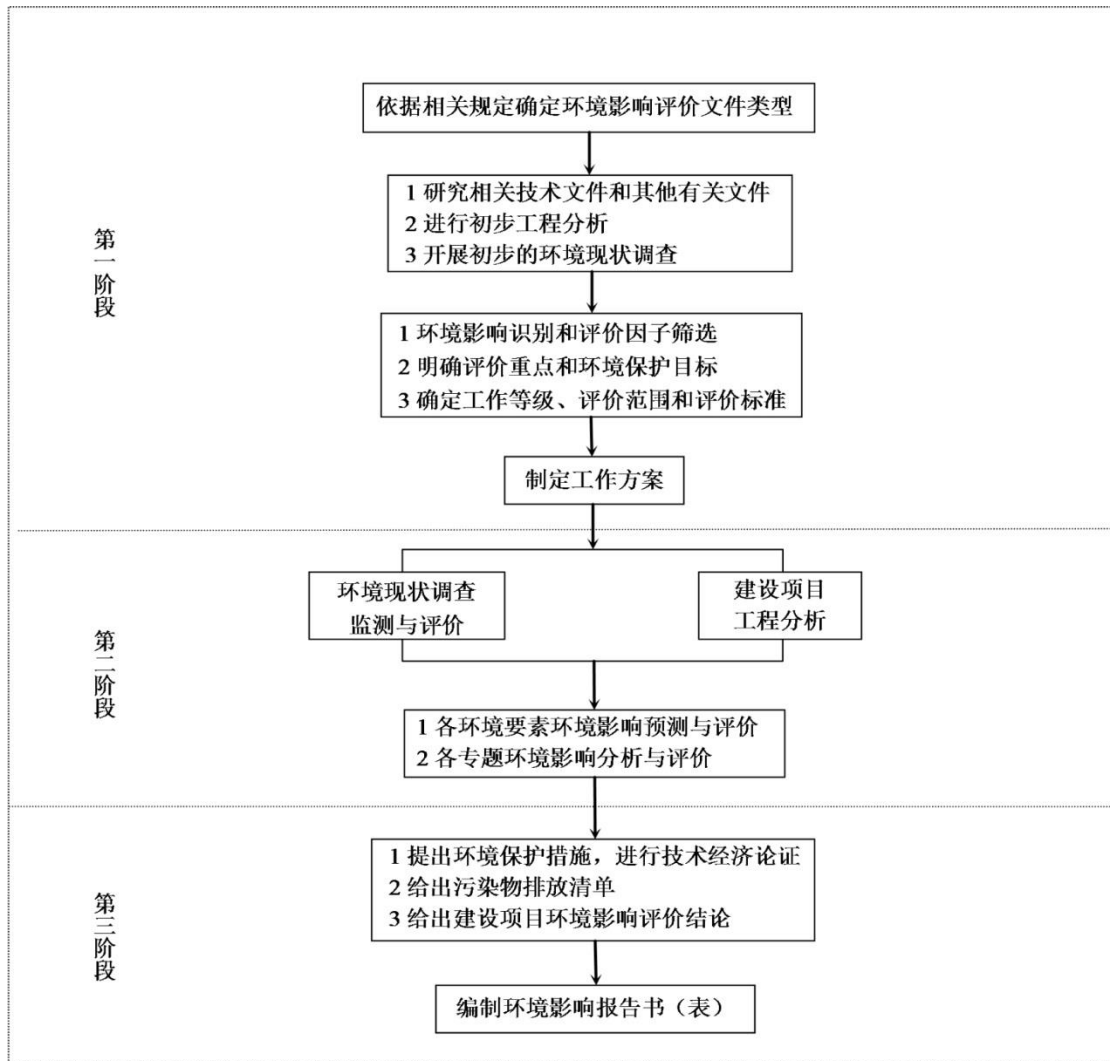 依据相关规定确定环境影响评价文件类型
1 研究相关技术文件和其他有关文件
2 进行初步工程分析
3 开展初步的环境现状调查
第一阶段
1 环境影响识别和评价因子筛选
2 明确评价重点和环境保护目标
3 确定工作等级、评价范围和评价标准
制定工作方案
环境现状调查
监测与评价
建设项目
工程分析
第二阶段
1 各环境要素环境影响预测与评价
2 各专题环境影响分析与评价
1 提出环境保护措施，进行技术经济论证
2 给出污染物排放清单
3 给出建设项目环境影响评价结论
第三阶段
编制环境影响报告书（表）